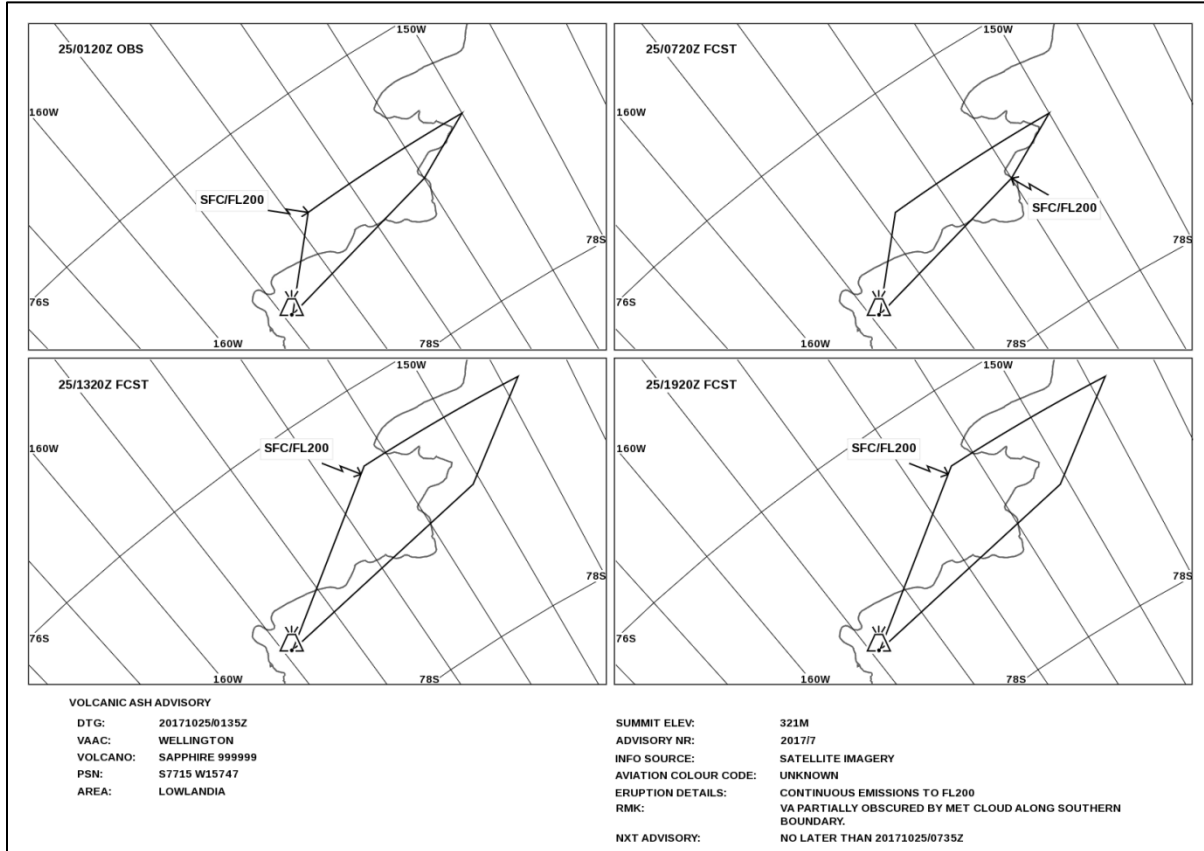 25/0120Z OBS
150W
160W
SFC/FL200
78S
76S
160W
78S
25/0720Z FCST
150W
160W
SFC/FL200
78S
76S
160W
78S
25/1320Z FCST
150W
160W
SFC/FL200
78S
76S
160W
78S
25/1920Z FCST
150W
160W
SFC/FL200
78S
76S
160W
78S
VOLCANIC ASH ADVISORY
DTG: 20171025/0135Z
VAAC: WELLINGTON
VOLCANO: SAPPHIRE 999999
PSN: S7715 W15747
AREA: LOWLANDIA
SUMMIT ELEV: 321M
ADVISORY NR: 2017/7
INFO SOURCE: SATELLITE IMAGERY
AVIATION COLOUR CODE: UNKNOWN
ERUPTION DETAILS: CONTINUOUS EMISSIONS TO FL200
RMK: VA PARTIALLY OBSCURED BY MET CLOUD ALONG SOUTHERN
BOUNDARY.
NXT ADVISORY: NO LATER THAN 20171025/0735Z